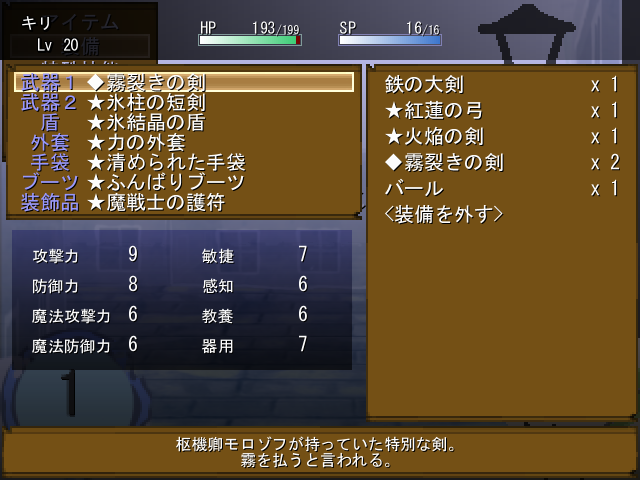 キリ
Lv 20
アイテム
装備
HP 193/199
SP 16/16
武器1 ◆霧裂きの剣
武器2 ★氷柱の短剣
盾 ★氷結晶の盾
外套 ★力の外套
手袋 ★清められた手袋
ブーツ ★ふんばりブーツ
装飾品 ★魔戦士の護符
鉄の大剣 x 1
★紅蓮の弓 x 1
★火焔の剣 x 1
◆霧裂きの剣 x 2
バール x 1
<装備を外す>
攻撃力 9 敏捷 7
防御力 8 感知 6
魔法攻撃力 6 教養 6
魔法防御力 6 器用 7
1
枢機卿モロゾフが持っていた特別な剣。
霧を払うと言われる。